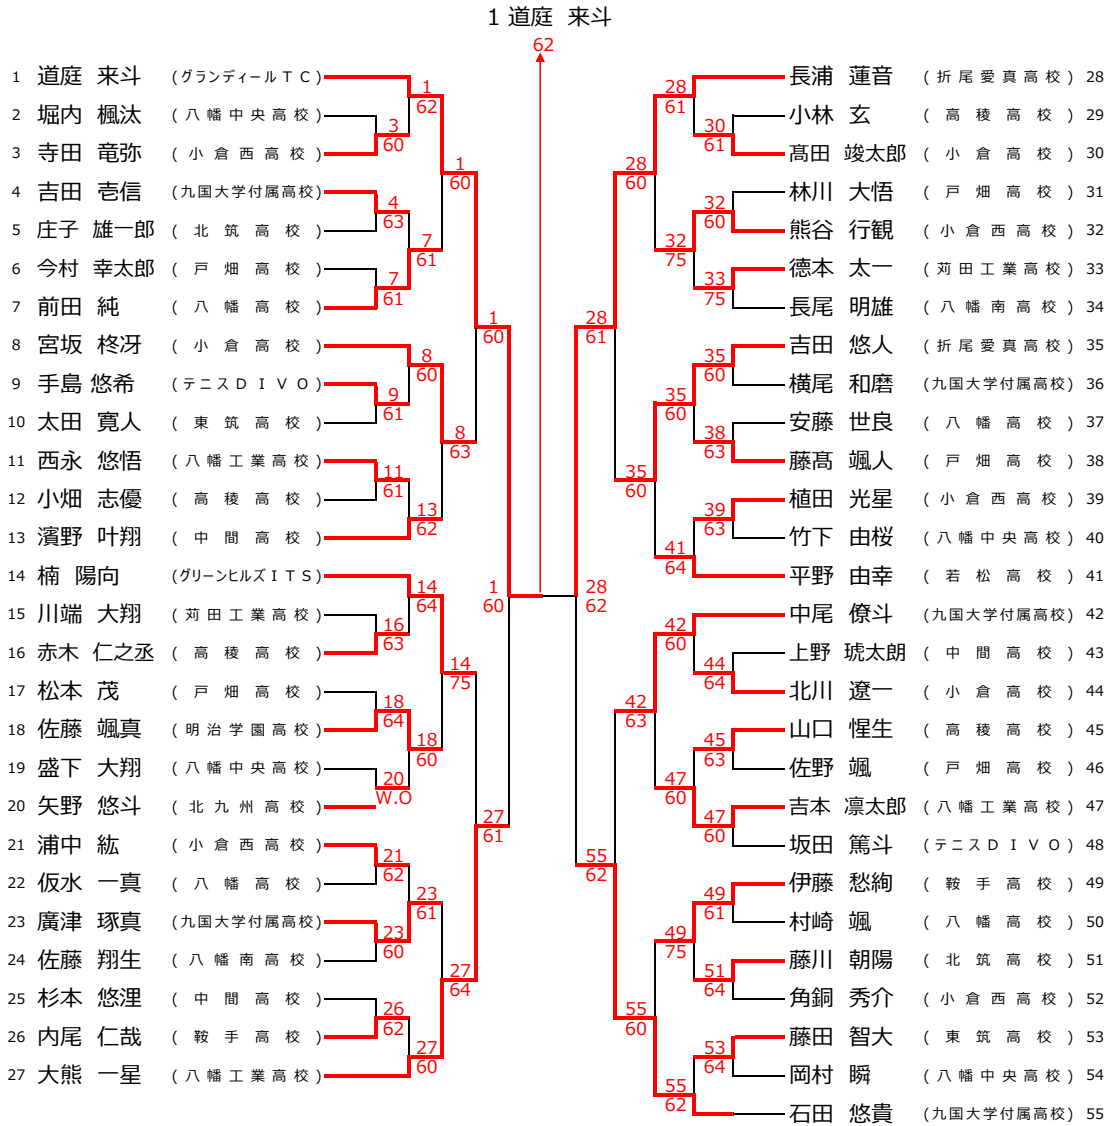 1 道庭 来斗
62
1 道庭 来斗 (グランディールＴＣ)
2 堀内 楓汰 (八幡中央高校)
3 寺田 竜弥 (小倉西高校)
4 吉田 壱信 (九国大学付属高校)
5 庄子 雄一郎 (北筑高校)
6 今村 幸太郎 (戸畑高校)
7 前田 純 (八幡高校)
8 宮坂 柊冴 (小倉高校)
9 手島 悠希 (テニスＤＩＶＯ)
10 太田 寛人 (東筑高校)
11 西永 悠悟 (八幡工業高校)
12 小畑 志優 (高稜高校)
13 濱野 叶翔 (中間高校)
14 楠 陽向 (グリーンヒルズＩＴＳ)
15 川端 大翔 (苅田工業高校)
16 赤木 仁之丞 (高稜高校)
17 松本 茂 (戸畑高校)
18 佐藤 颯真 (明治学園高校)
19 盛下 大翔 (八幡中央高校)
20 矢野 悠斗 (北九州高校)
21 浦中 紘 (小倉西高校)
22 仮水 一真 (八幡高校)
23 廣津 琢真 (九国大学付属高校)
24 佐藤 翔生 (八幡南高校)
25 杉本 悠浬 (中間高校)
26 内尾 仁哉 (鞍手高校)
27 大熊 一星 (八幡工業高校)
3
60
4
63
7
61
9
61
11
61
16
63
18
64
20
W.O
21
62
23
60
26
62
1
62
7
61
8
60
13
62
14
64
18
60
23
61
27
60
1
60
8
63
14
75
27
64
1
60
27
61
1
60
28
62
28
61
55
62
28
60
35
60
42
63
55
60
28
61
32
75
35
60
41
64
42
60
47
60
49
75
55
62
30
61
32
60
33
75
35
60
38
63
39
63
44
64
45
63
47
60
49
61
51
64
53
64
長浦 蓮音 (折尾愛真高校) 28
小林 玄 (高稜高校) 29
髙田 竣太郎 (小倉高校) 30
林川 大悟 (戸畑高校) 31
熊谷 行観 (小倉西高校) 32
德本 太一 (苅田工業高校) 33
長尾 明雄 (八幡南高校) 34
吉田 悠人 (折尾愛真高校) 35
横尾 和磨 (九国大学付属高校) 36
安藤 世良 (八幡高校) 37
藤髙 颯人 (戸畑高校) 38
植田 光星 (小倉西高校) 39
竹下 由桜 (八幡中央高校) 40
平野 由幸 (若松高校) 41
中尾 僚斗 (九国大学付属高校) 42
上野 琥太朗 (中間高校) 43
北川 遼一 (小倉高校) 44
山口 惺生 (高稜高校) 45
佐野 颯 (戸畑高校) 46
吉本 凛太郎 (八幡工業高校) 47
坂田 篤斗 (テニスＤＩＶＯ) 48
伊藤 愁絢 (鞍手高校) 49
村崎 颯 (八幡高校) 50
藤川 朝陽 (北筑高校) 51
角銅 秀介 (小倉西高校) 52
藤田 智大 (東筑高校) 53
岡村 瞬 (八幡中央高校) 54
石田 悠貴 (九国大学付属高校) 55